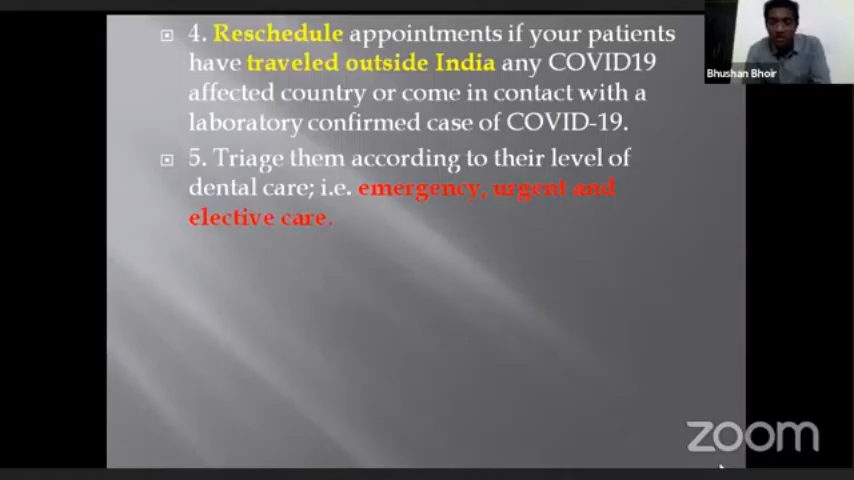 4. Reschedule appointments if your patients
have traveled outside India any COVID19
affected country or come in contact with a
laboratory confirmed case of COVID-19.
5. Triage them according to their level of
dental care; i.e. emergency, urgent and
elective care.
Bhushan Bhoir
zoom